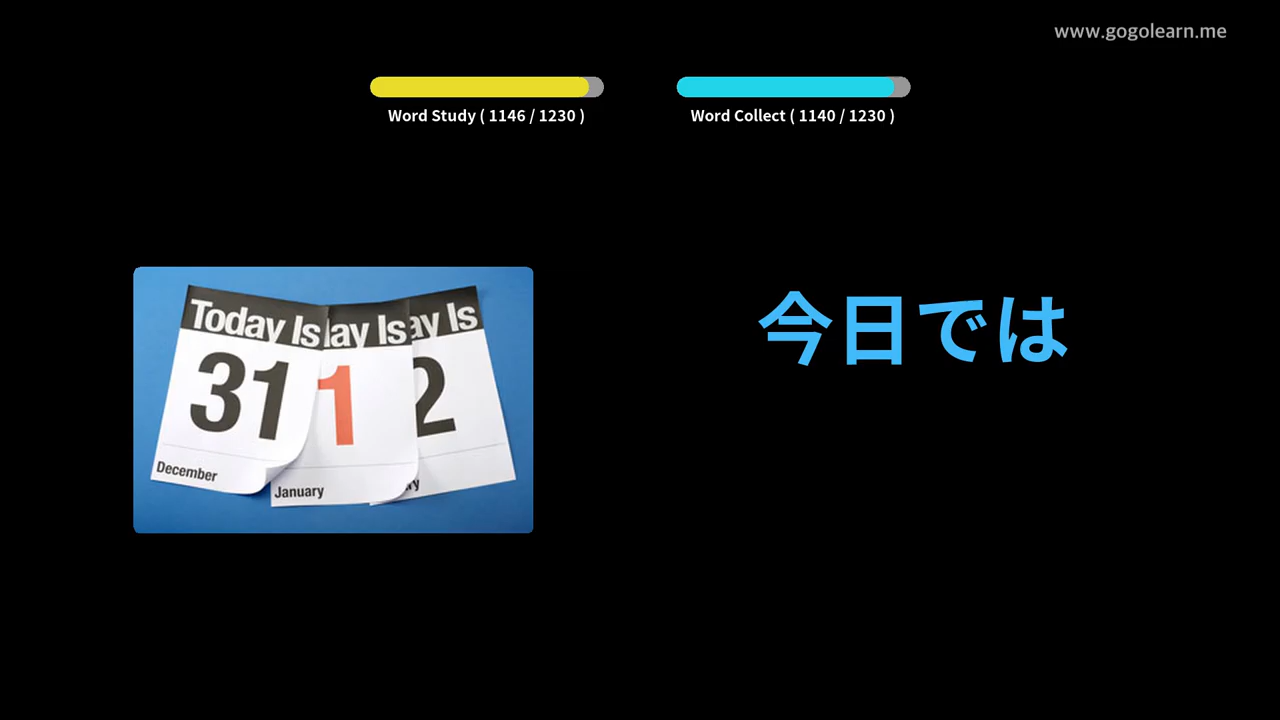 www.gogolearn.me
Word Study ( 1146 / 1230 )
Word Collect ( 1140 / 1230 )
今日では
Today Is
ay Is
ay Is
31
1
2
December
January
ry